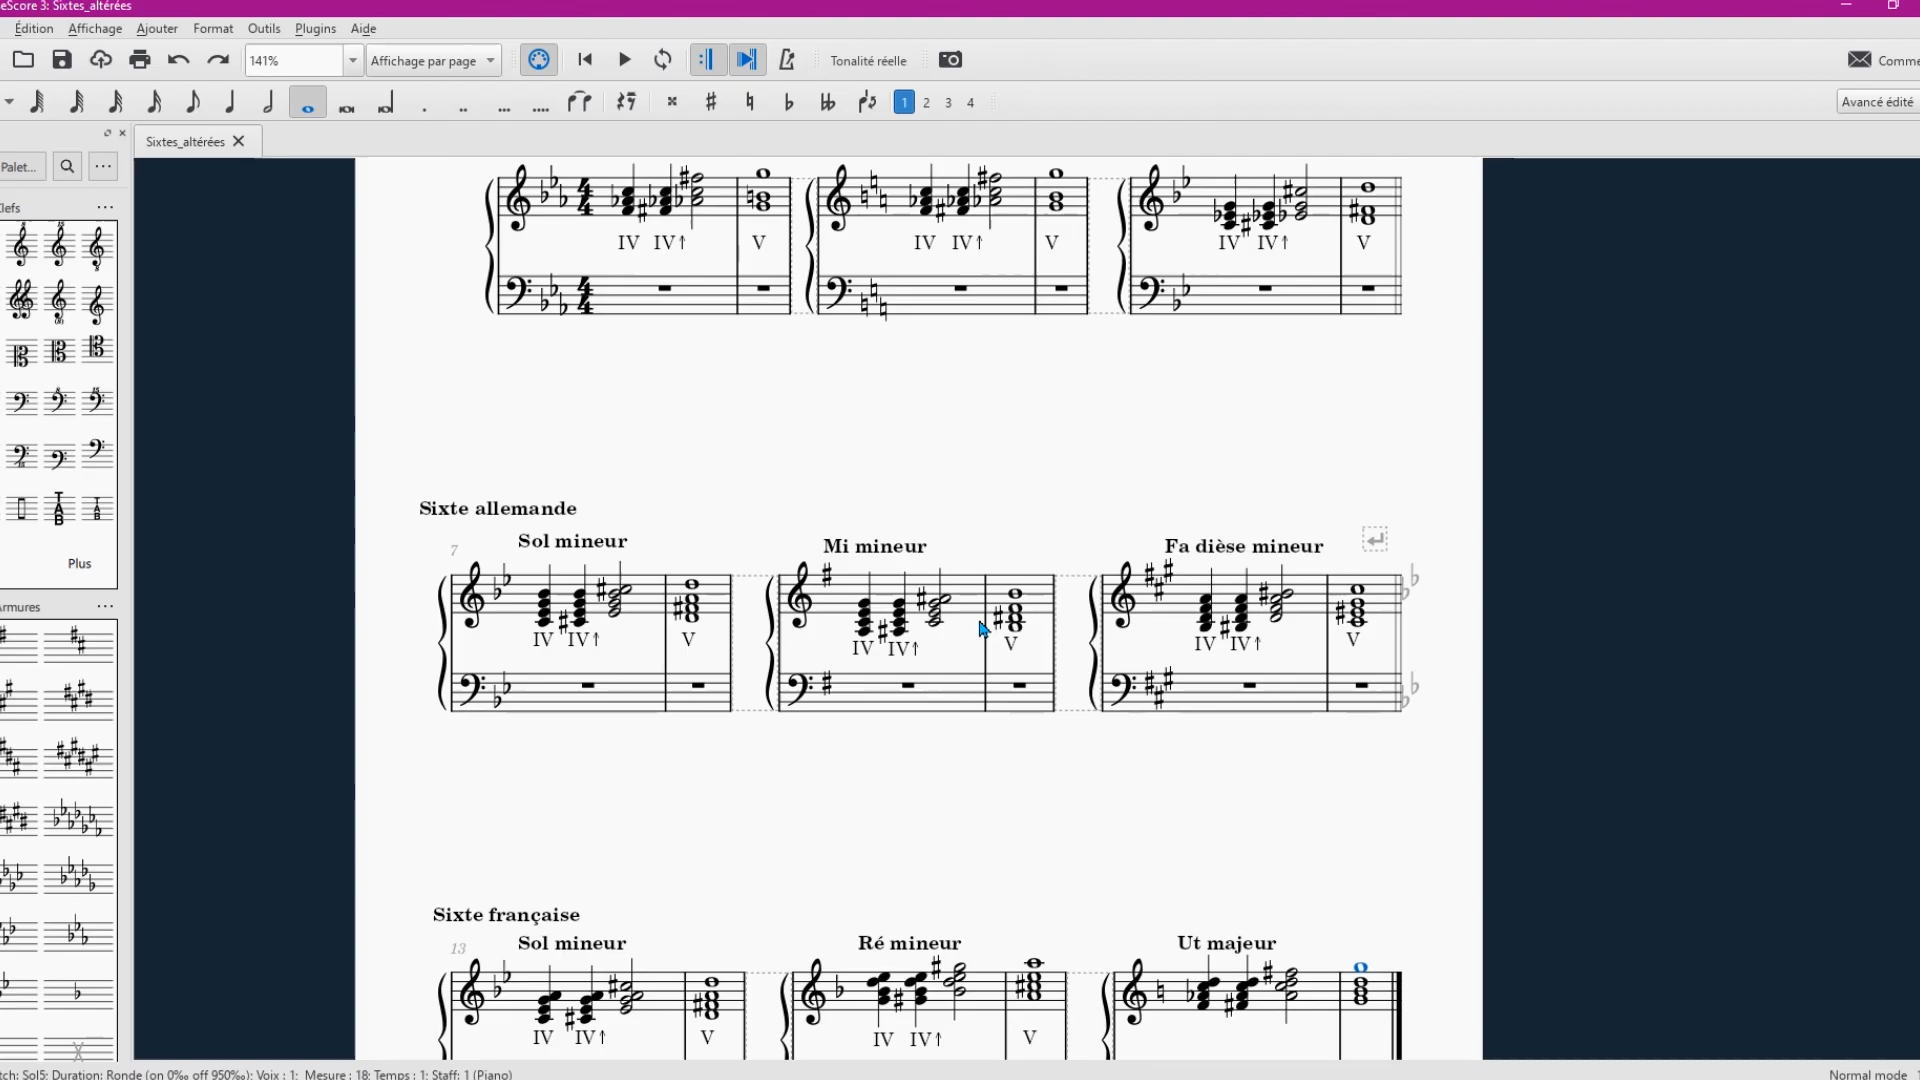 eScore 3: Sixtes_altérées
Édition Affichage Ajouter Format Outils Plugins Aide
141% Affichage par page Tonalité réelle Comme
1 2 3 4 Avancé édité
Sixtes_altérées
Palet...
Clefs
IV IV↑ V IV IV↑ V IV IV↑ V
Sixte allemande
Sol mineur Mi mineur Fa dièse mineur
7
Plus
Armures
IV IV↑ V IV IV↑ V IV IV↑ V
Sixte française
Sol mineur Ré mineur Ut majeur
13
IV IV↑ V IV IV↑ V
tch: Sol5; Duration: Ronde (on 0‰ off 950‰); Voix : 1; Mesure : 18; Temps : 1; Staff: 1 (Piano) Normal mode 1